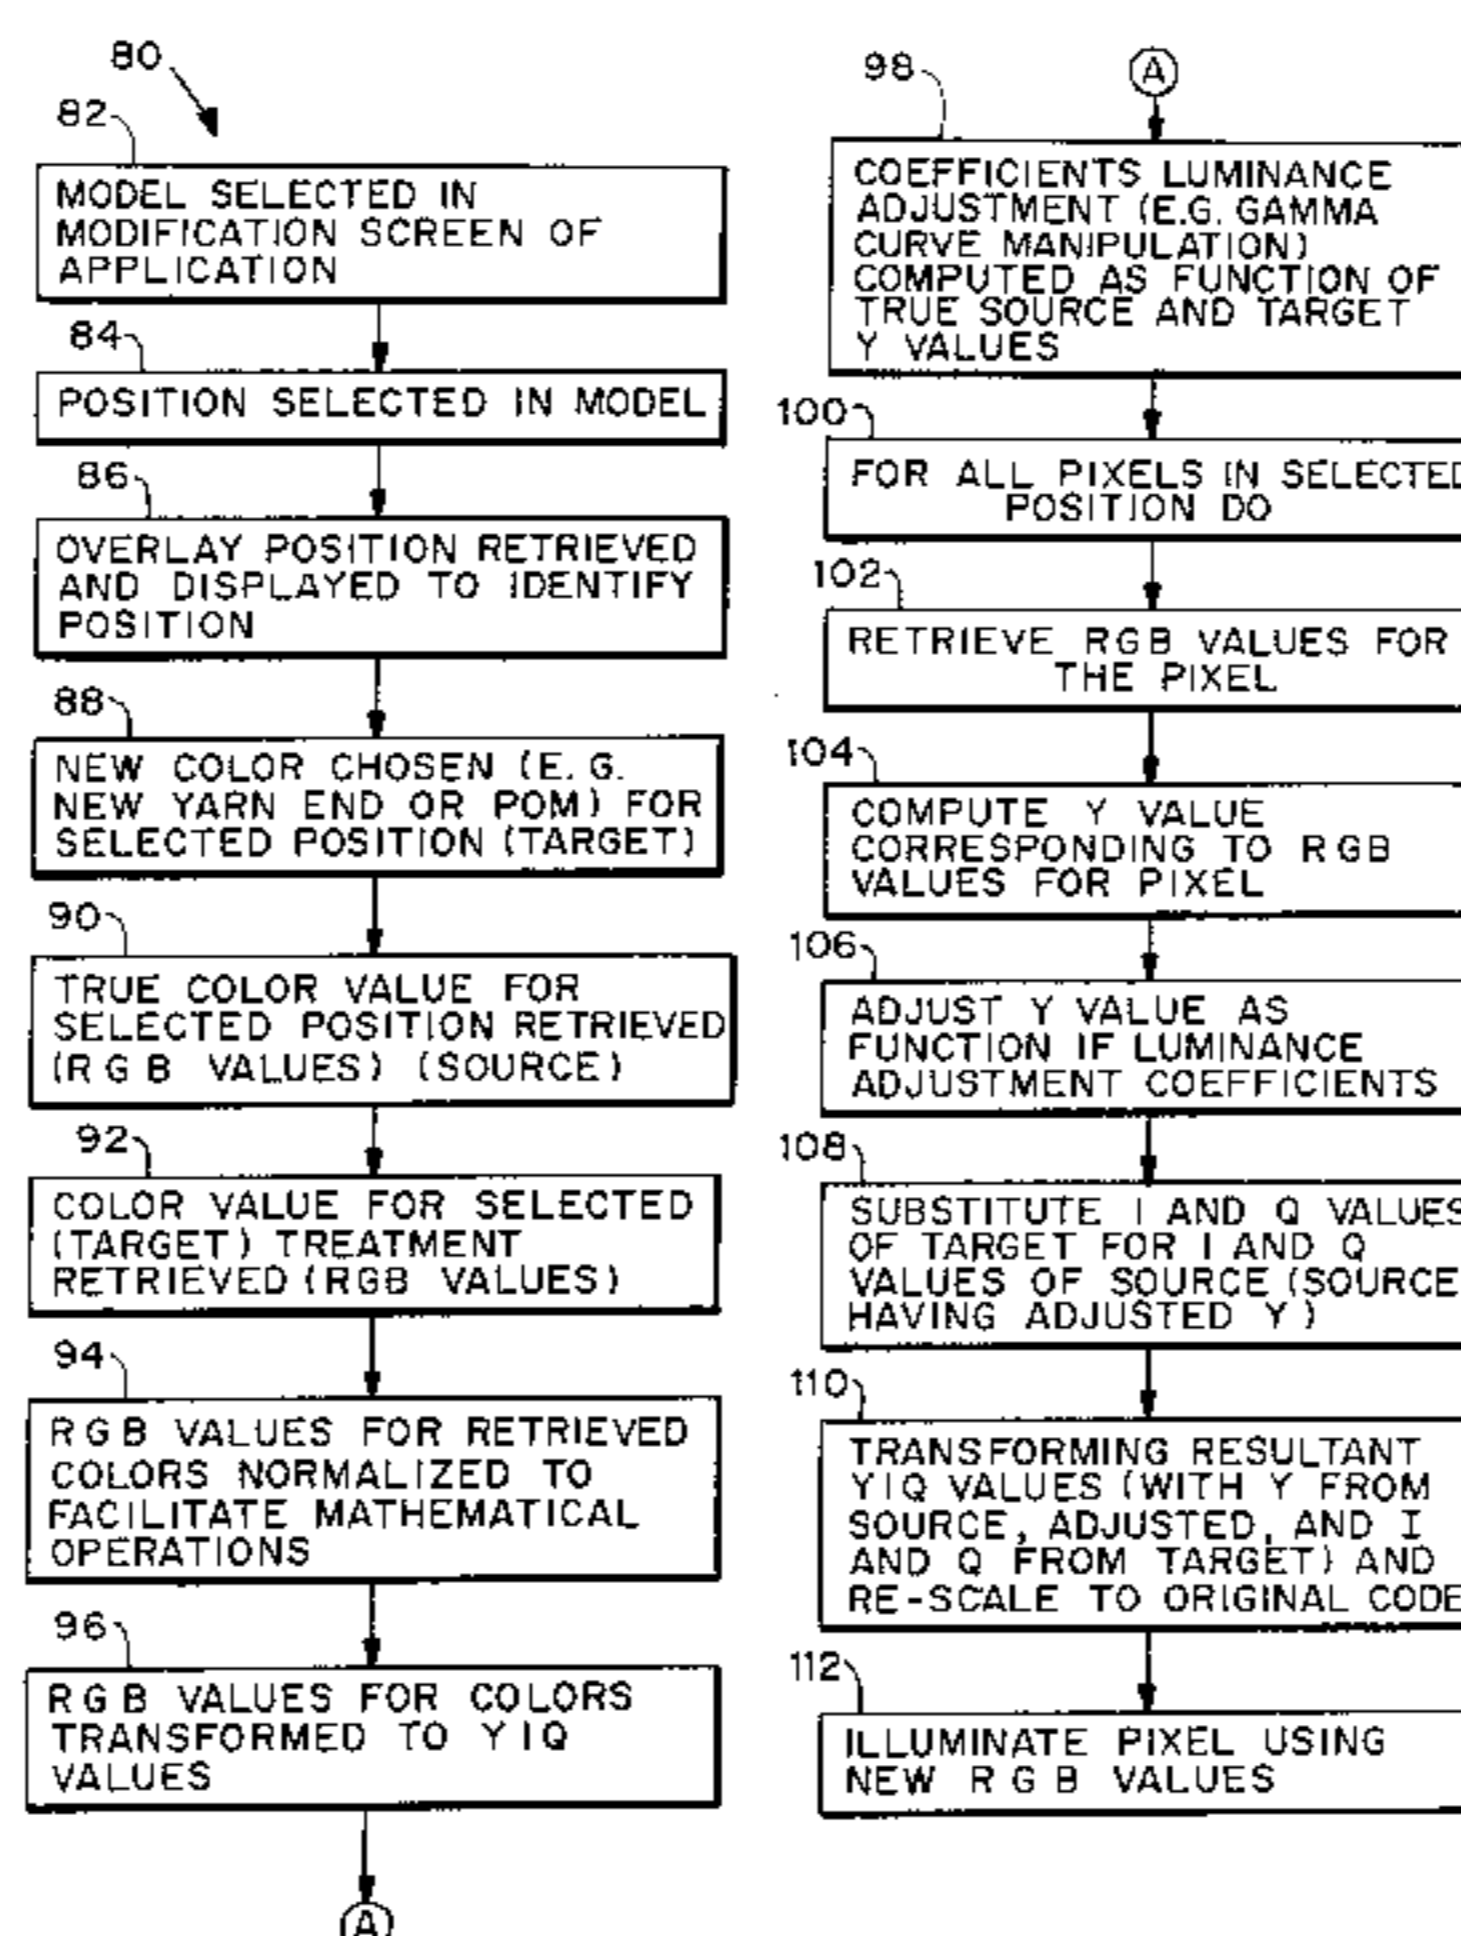 80
82
MODEL SELECTED IN
MODIFICATION SCREEN OF
APPLICATION
84
POSITION SELECTED IN MODEL
86
OVERLAY POSITION RETRIEVED
AND DISPLAYED TO IDENTIFY
POSITION
88
NEW COLOR CHOSEN (E.G.
NEW YARN END OR POM) FOR
SELECTED POSITION (TARGET)
90
TRUE COLOR VALUE FOR
SELECTED POSITION RETRIEVED
(RGB VALUES) (SOURCE)
92
COLOR VALUE FOR SELECTED
(TARGET) TREATMENT
RETRIEVED (RGB VALUES)
94
RGB VALUES FOR RETRIEVED
COLORS NORMALIZED TO
FACILITATE MATHEMATICAL
OPERATIONS
96
RGB VALUES FOR COLORS
TRANSFORMED TO YIQ
VALUES
A
A
98
COEFFICIENTS LUMINANCE
ADJUSTMENT (E.G. GAMMA
CURVE MANIPULATION)
COMPUTED AS FUNCTION OF
TRUE SOURCE AND TARGET
Y VALUES
100
FOR ALL PIXELS IN SELECTED
POSITION DO
102
RETRIEVE RGB VALUES FOR
THE PIXEL
104
COMPUTE Y VALUE
CORRESPONDING TO RGB
VALUES FOR PIXEL
106
ADJUST Y VALUE AS
FUNCTION IF LUMINANCE
ADJUSTMENT COEFFICIENTS
108
SUBSTITUTE I AND Q VALUES
OF TARGET FOR I AND Q
VALUES OF SOURCE (SOURCE
HAVING ADJUSTED Y)
110
TRANSFORMING RESULTANT
YIQ VALUES (WITH Y FROM
SOURCE, ADJUSTED, AND I
AND Q FROM TARGET) AND
RE-SCALE TO ORIGINAL CODE
112
ILLUMINATE PIXEL USING
NEW RGB VALUES